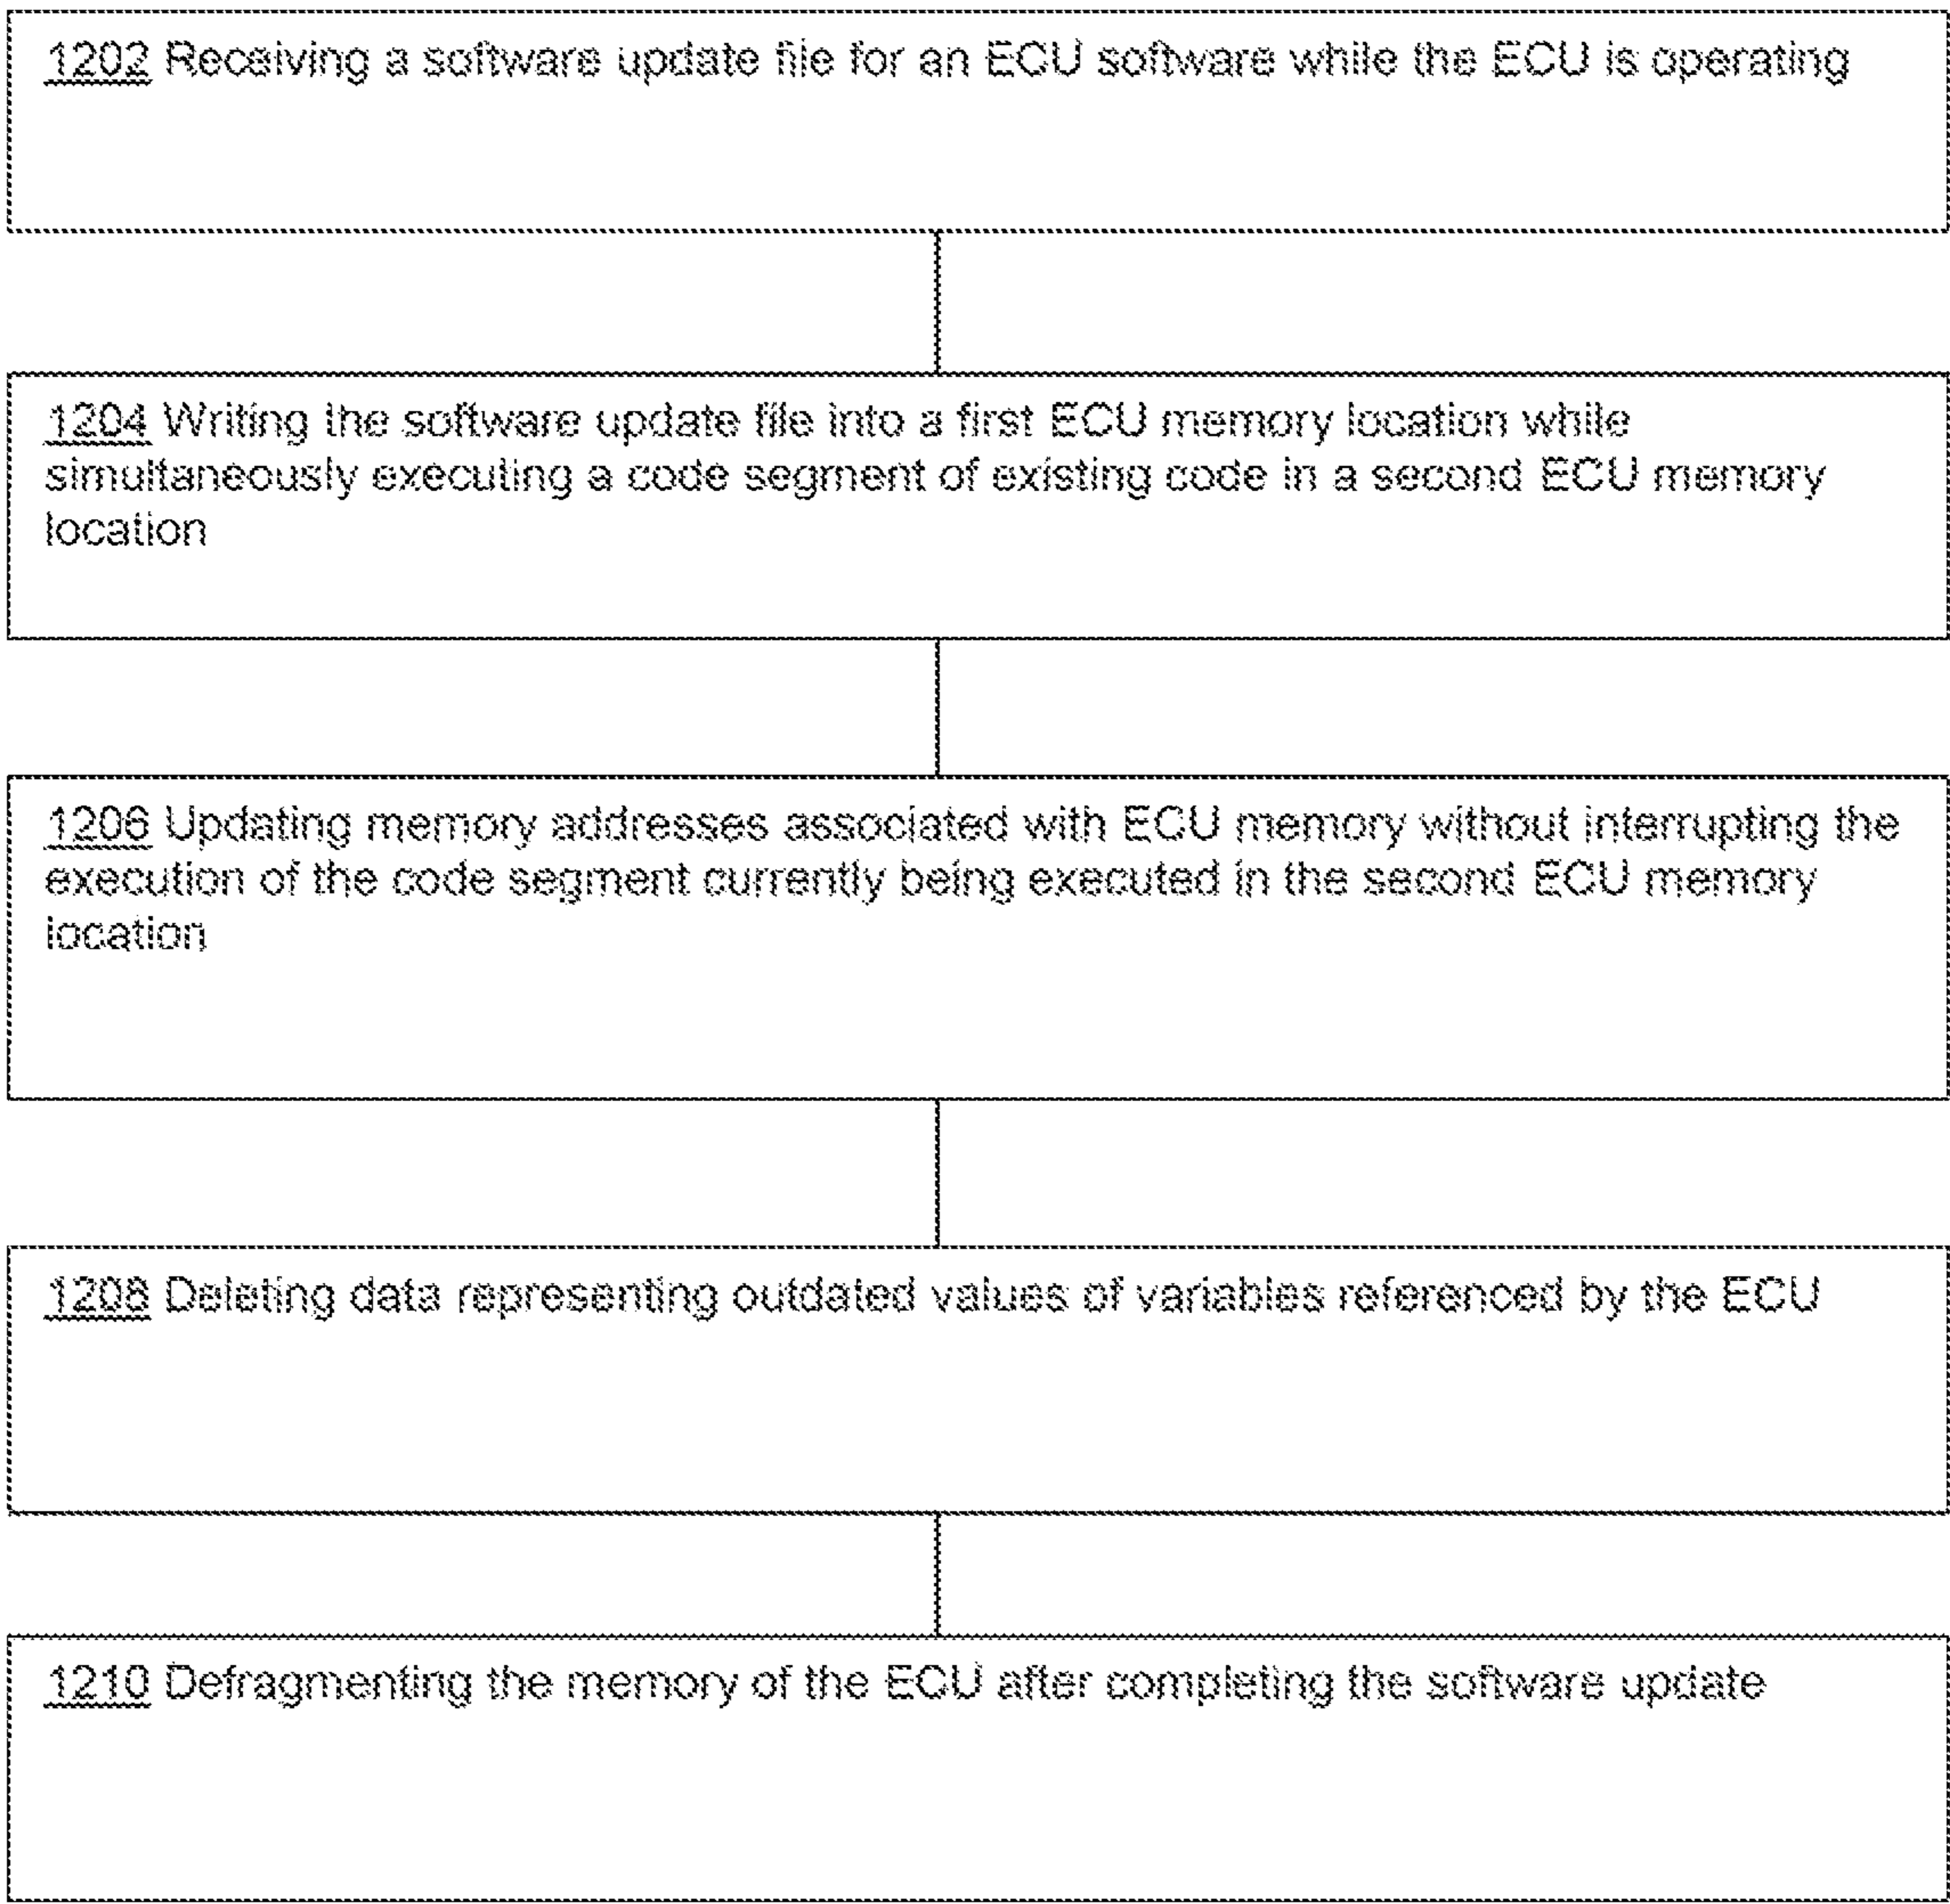 1202 Receiving a software update file for an ECU software while the ECU is operating
1204 Writing the software update file into a first ECU memory location while
simultaneously executing a code segment of existing code in a second ECU memory
location
1206 Updating memory addresses associated with ECU memory without interrupting the
execution of the code segment currently being executed in the second ECU memory
location
1208 Deleting data representing outdated values of variables referenced by the ECU
1210 Defragmenting the memory of the ECU after completing the software update